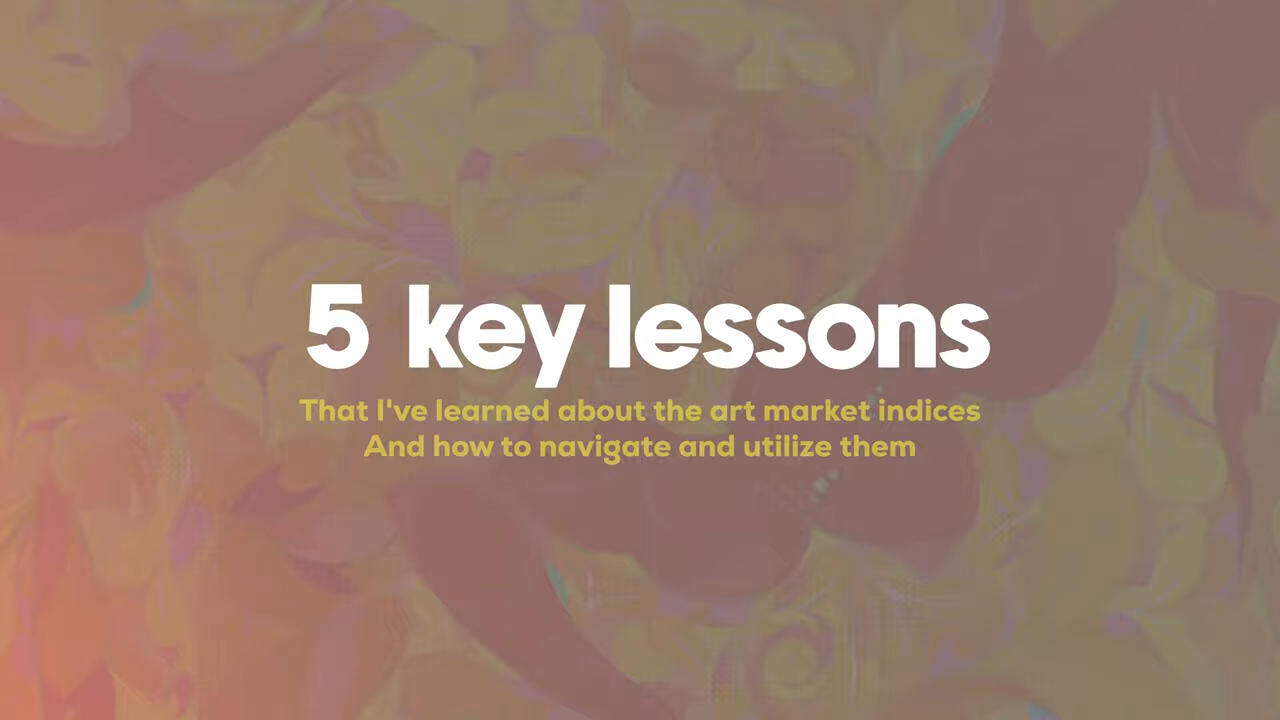 5 key lessons
That I've learned about the art market indices
And how to navigate and utilize them